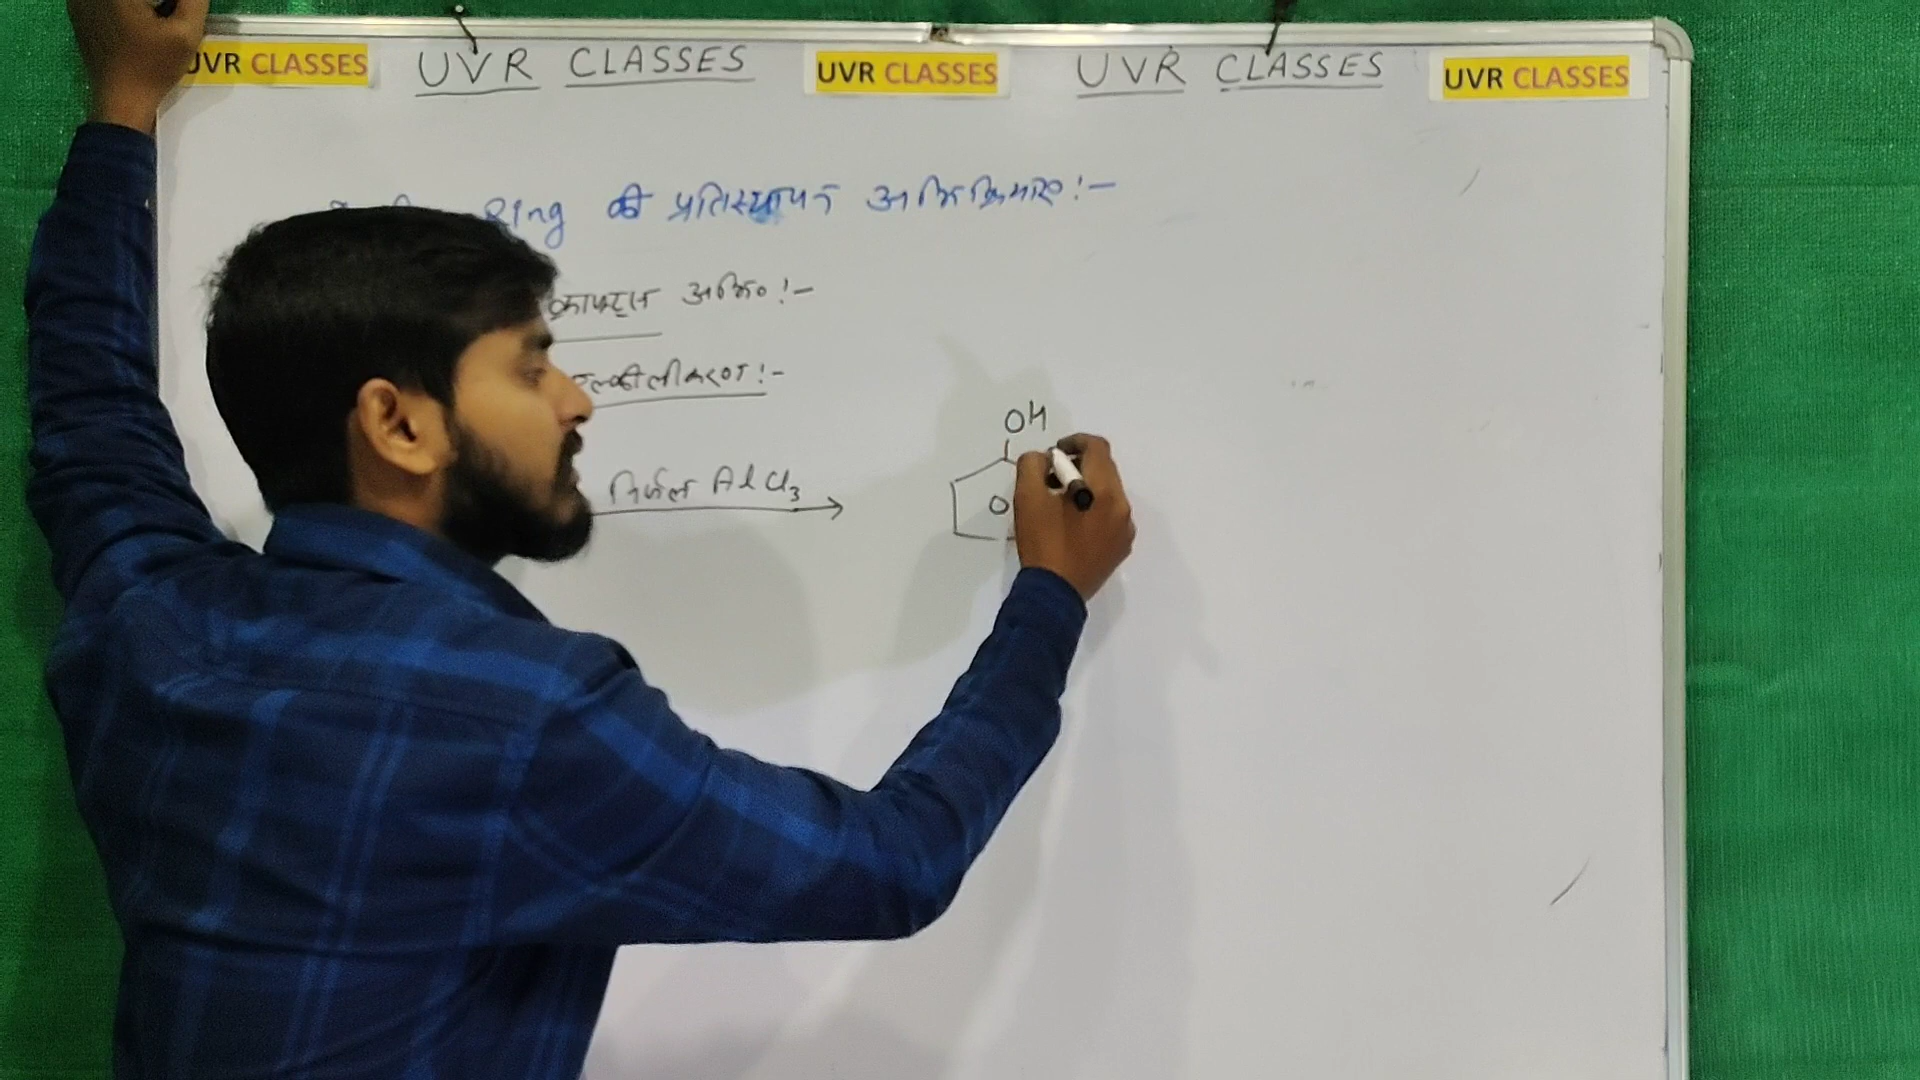 UVR CLASSES UVR CLASSES UVR CLASSES UVR CLASSES UVR CLASSES
Ring की प्रतिस्थापन अभिक्रियाए :-
क्राफ्ट्स अभि० :-
एल्कीलीकरण :-
OH
निर्जल AlCl3